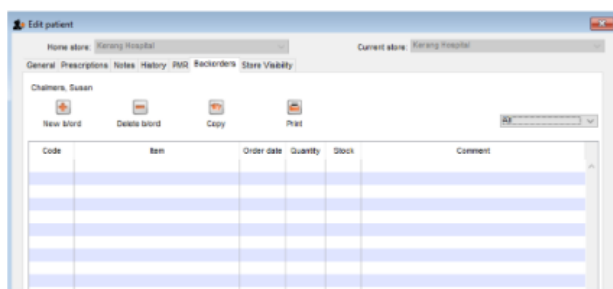 Edit patient
Home store: Kerang Hospital Current store: Kerang Hospital
General Prescriptions Notes History PMR Backorders Store Visibility
Chalmers, Susan
New b/ord Delete b/ord Copy Print All
Code Item Order date Quantity Stock Comment